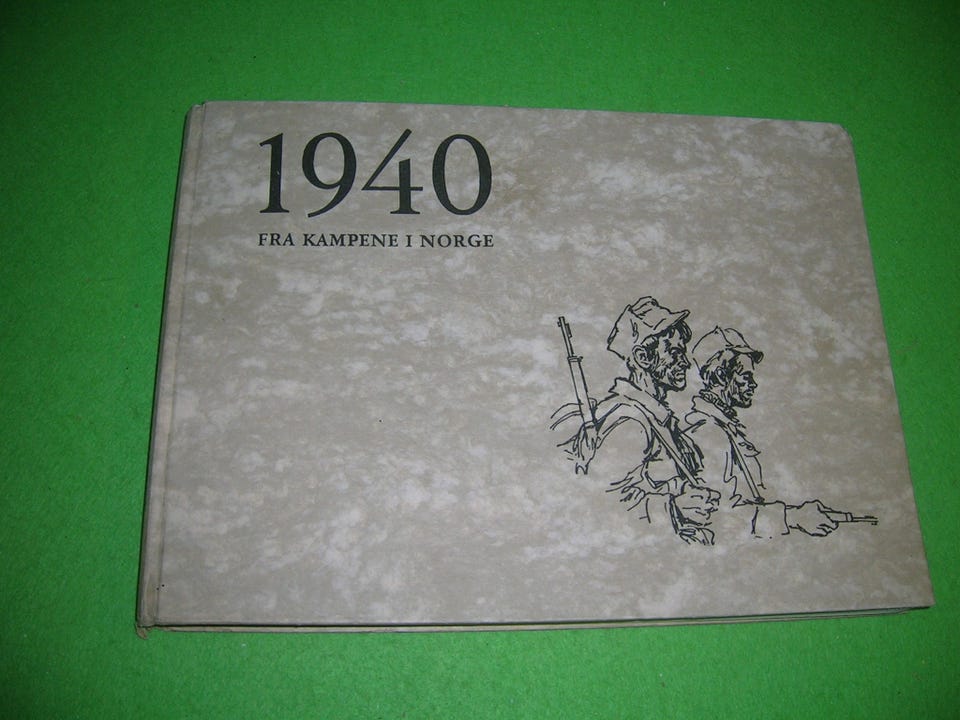 1940
FRA KAMPENE I NORGE